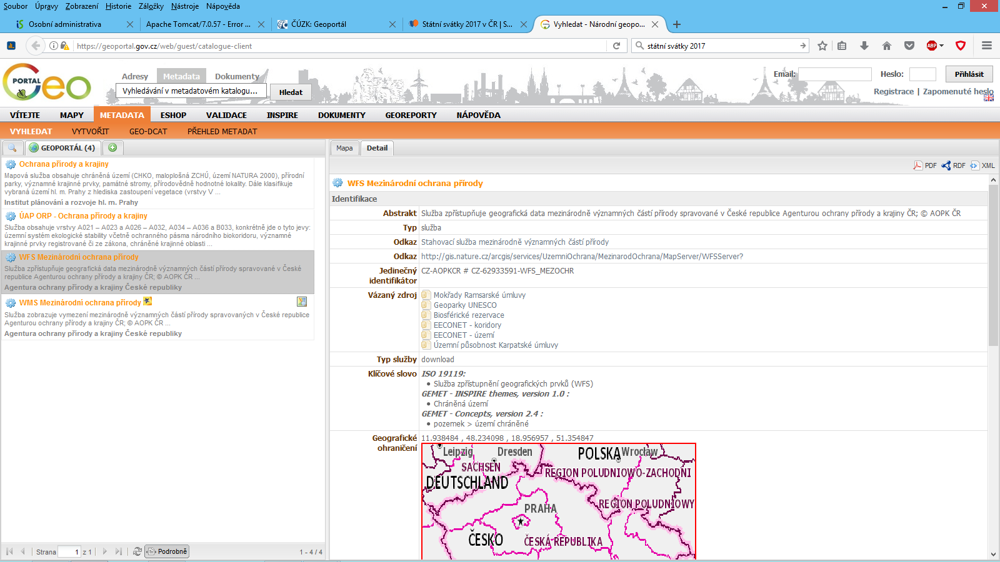 Soubor Úpravy Zobrazení Historie Záložky Nástroje Nápověda
Osobní administrativa
Apache Tomcat/7.0.57 - Error ...
ČÚZK: Geoportál
Státní svátky 2017 v ČR | S...
Vyhledat - Národní geopo...
https://geoportal.gov.cz/web/guest/catalogue-client
státní svátky 2017
ABP
PORTAL
Geo
Adresy Metadata Dokumenty
Vyhledávání v metadatovém katalogu...
Hledat
Email: Heslo: Přihlásit
Registrace | Zapomenuté heslo
VÍTEJTE MAPY METADATA ESHOP VALIDACE INSPIRE DOKUMENTY GEOREPORTY NÁPOVĚDA
VYHLEDAT VYTVOŘIT GEO-DCAT PŘEHLED METADAT
GEOPORTÁL (4)
Ochrana přírody a krajiny
Mapová služba obsahuje chráněná území (CHKO, maloplošná ZCHÚ, území NATURA 2000), přírodní
parky, významné krajinné prvky, památné stromy, přírodovědně hodnotné lokality. Dále klasifikuje
vybraná území hl. m. Prahy z hlediska zastoupení vegetace (vrstvy V ...
Institut plánování a rozvoje hl. m. Prahy
ÚAP ORP - Ochrana přírody a krajiny
Služba obsahuje vrstvy A021 – A023 a A026 – A032, A034 – A036 a B033, konkrétně jde o tyto jevy:
územní systém ekologické stability včetně ochranného pásma národního biokoridoru, významné
krajinné prvky registrované či ze zákona, chráněné krajinné oblasti ...
WFS Mezinárodní ochrana přírody
Služba zpřístupňuje geografická data mezinárodně významných částí přírody spravované v České
republice Agenturou ochrany přírody a krajiny ČR; © AOPK ČR ...
Agentura ochrany přírody a krajiny České republiky
WMS Mezinárodní ochrana přírody
Služba zobrazuje vymezení mezinárodně významných částí přírody spravovaných v České republice
Agenturou ochrany přírody a krajiny ČR; © AOPK ČR ...
Agentura ochrany přírody a krajiny České republiky
Strana 1 z 1
Podrobně
1 - 4 / 4
Mapa Detail
PDF RDF XML
WFS Mezinárodní ochrana přírody
Identifikace
Abstrakt Služba zpřístupňuje geografická data mezinárodně významných částí přírody spravované v České republice Agenturou ochrany přírody a krajiny ČR; © AOPK ČR
Typ služba
Odkaz Stahovací služba mezinárodně významných částí přírody
Odkaz http://gis.nature.cz/arcgis/services/UzemniOchrana/MezinarodOchrana/MapServer/WFSServer?
Jedinečný identifikátor CZ-AOPKCR # CZ-62933591-WFS_MEZOCHR
Vázaný zdroj Mokřady Ramsarské úmluvy
Geoparky UNESCO
Biosférické rezervace
EECONET - koridory
EECONET - území
Územní působnost Karpatské úmluvy
Typ služby download
Klíčové slovo ISO 19119:
Služba zpřístupnění geografických prvků (WFS)
GEMET - INSPIRE themes, version 1.0 :
Chráněná území
GEMET - Concepts, version 2.4 :
pozemek > území chráněné
Geografické ohraničení 11.938484 , 48.234098 , 18.956957 , 51.354847
Leipzig Dresden POLSKA Wrocław
SACHSEN REGION POLUDNIOWO-ZACHODNI
DEUTSCHLAND
REGION POLUDNIOWY
PRAHA
ČESKO ČESKÁ REPUBLIKA